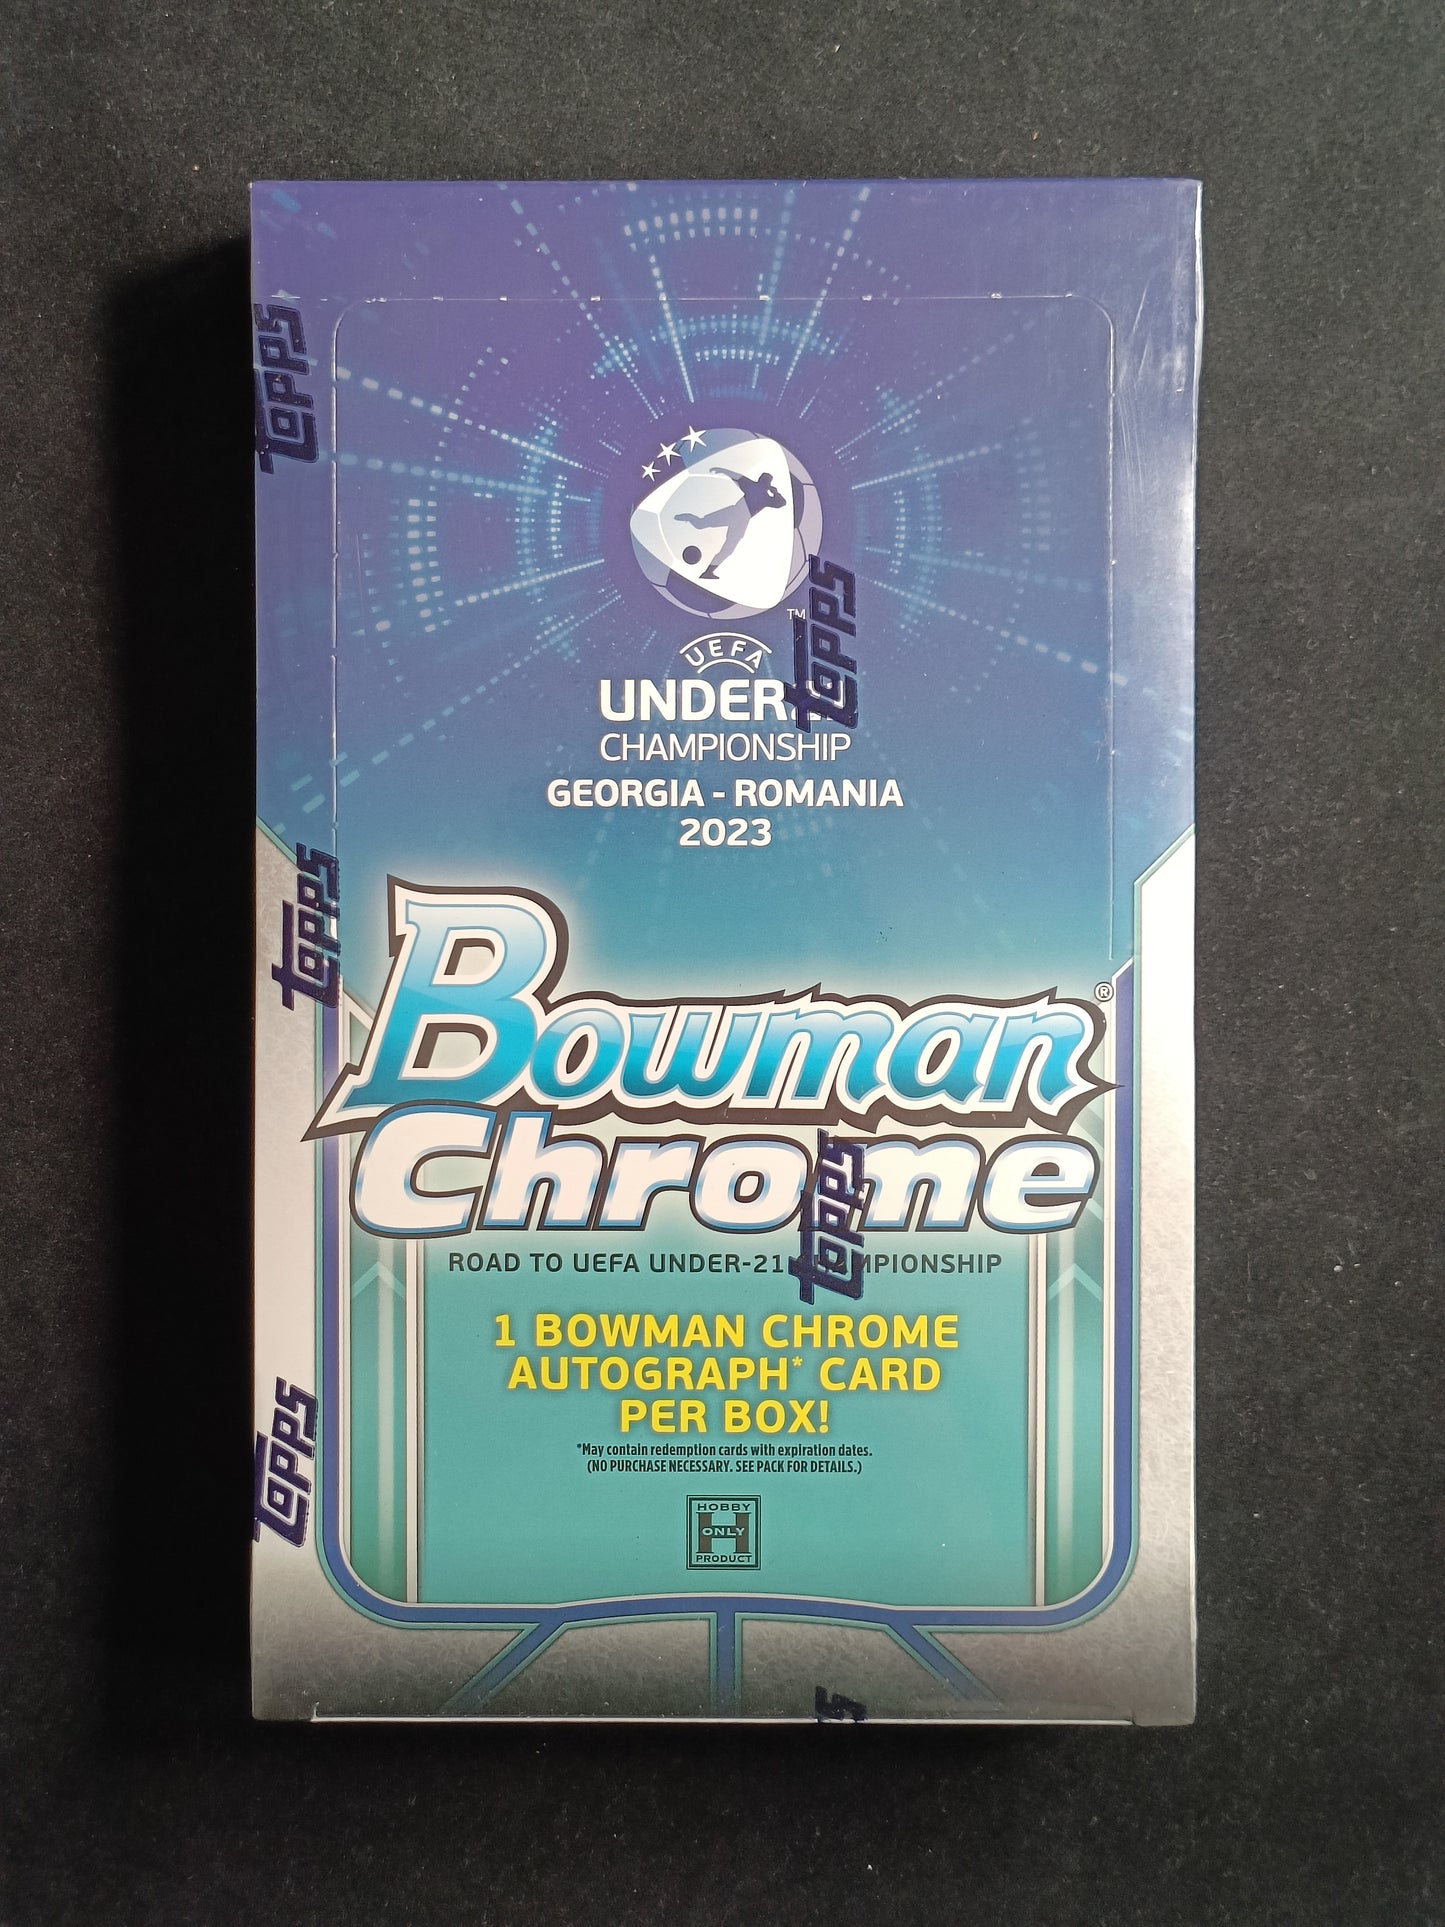 Topps
TM
Topps
UEFA
UNDER
CHAMPIONSHIP
GEORGIA - ROMANIA
2023
Topps
Bowman®
Chrome
Topps
ROAD TO UEFA UNDER-21 CHAMPIONSHIP
1 BOWMAN CHROME
AUTOGRAPH* CARD
PER BOX!
*May contain redemption cards with expiration dates.
(NO PURCHASE NECESSARY. SEE PACK FOR DETAILS.)
Topps
HOBBY
H
ONLY
PRODUCT